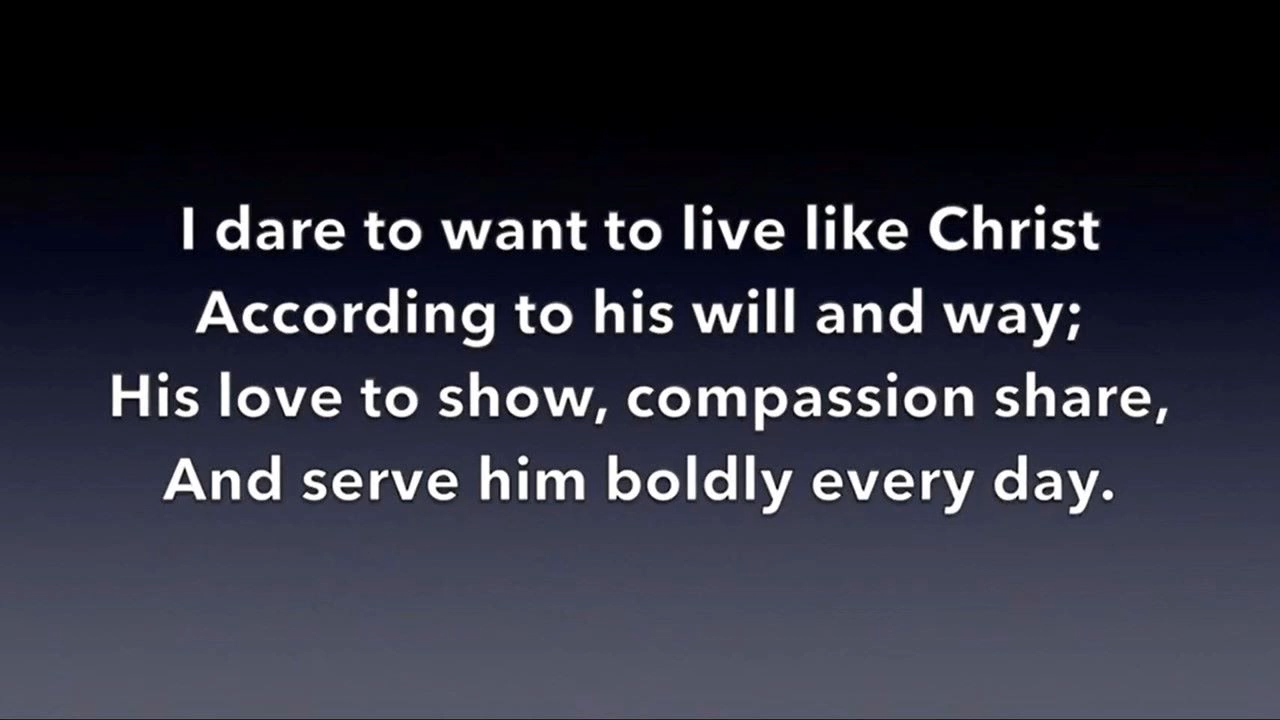 I dare to want to live like Christ
According to his will and way;
His love to show, compassion share,
And serve him boldly every day.